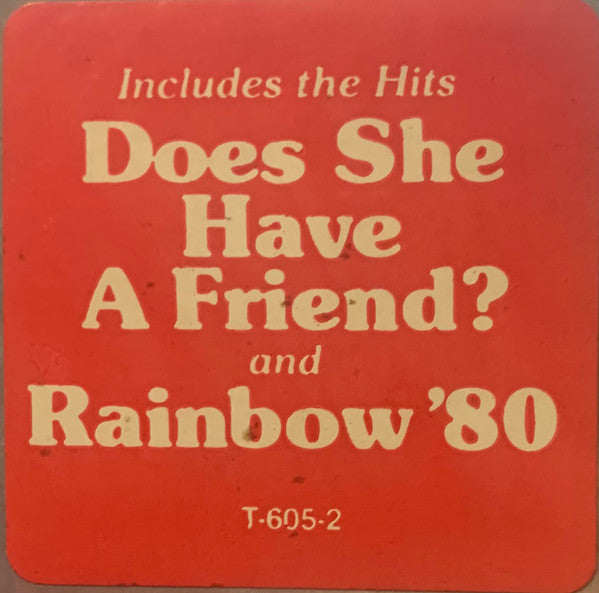 Includes the Hits
Does She
Have
A Friend?
and
Rainbow '80
T-605-2